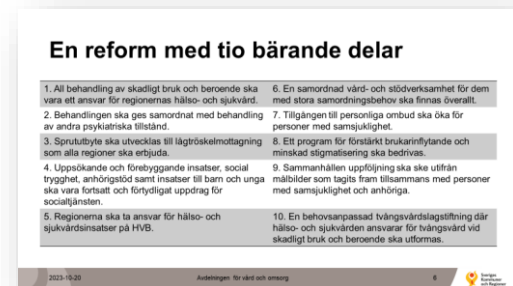 En reform med tio bärande delar
1. All behandling av skadligt bruk och beroende ska
vara ett ansvar för regionernas hälso- och sjukvård.
2. Behandlingen ska ges samordnat med behandling
av andra psykiatriska tillstånd.
3. Sprututbyte ska utvecklas till lågtröskelmottagning
som alla regioner ska erbjuda.
4. Uppsökande och förebyggande insatser, social
trygghet, anhörigstöd samt insatser till barn och unga
ska vara fortsatt och förtydligat uppdrag för
socialtjänsten.
5. Regionerna ska ta ansvar för hälso- och
sjukvårdsinsatser på HVB.
6. En samordnad vård- och stödverksamhet för dem
med stora samordningsbehov ska finnas överallt.
7. Tillgången till personliga ombud ska öka för
personer med samsjuklighet.
8. Ett program för förstärkt brukarinflytande och
minskad stigmatisering ska bedrivas.
9. Sammanhållen uppföljning ska ske utifrån
målbilder som tagits fram tillsammans med personer
med samsjuklighet och anhöriga.
10. En behovsanpassad tvångsvårdslagstiftning där
hälso- och sjukvården ansvarar för tvångsvård vid
skadligt bruk och beroende ska utformas.
2023-10-20
Avdelningen för vård och omsorg
6
Sveriges
Kommuner
och Regioner